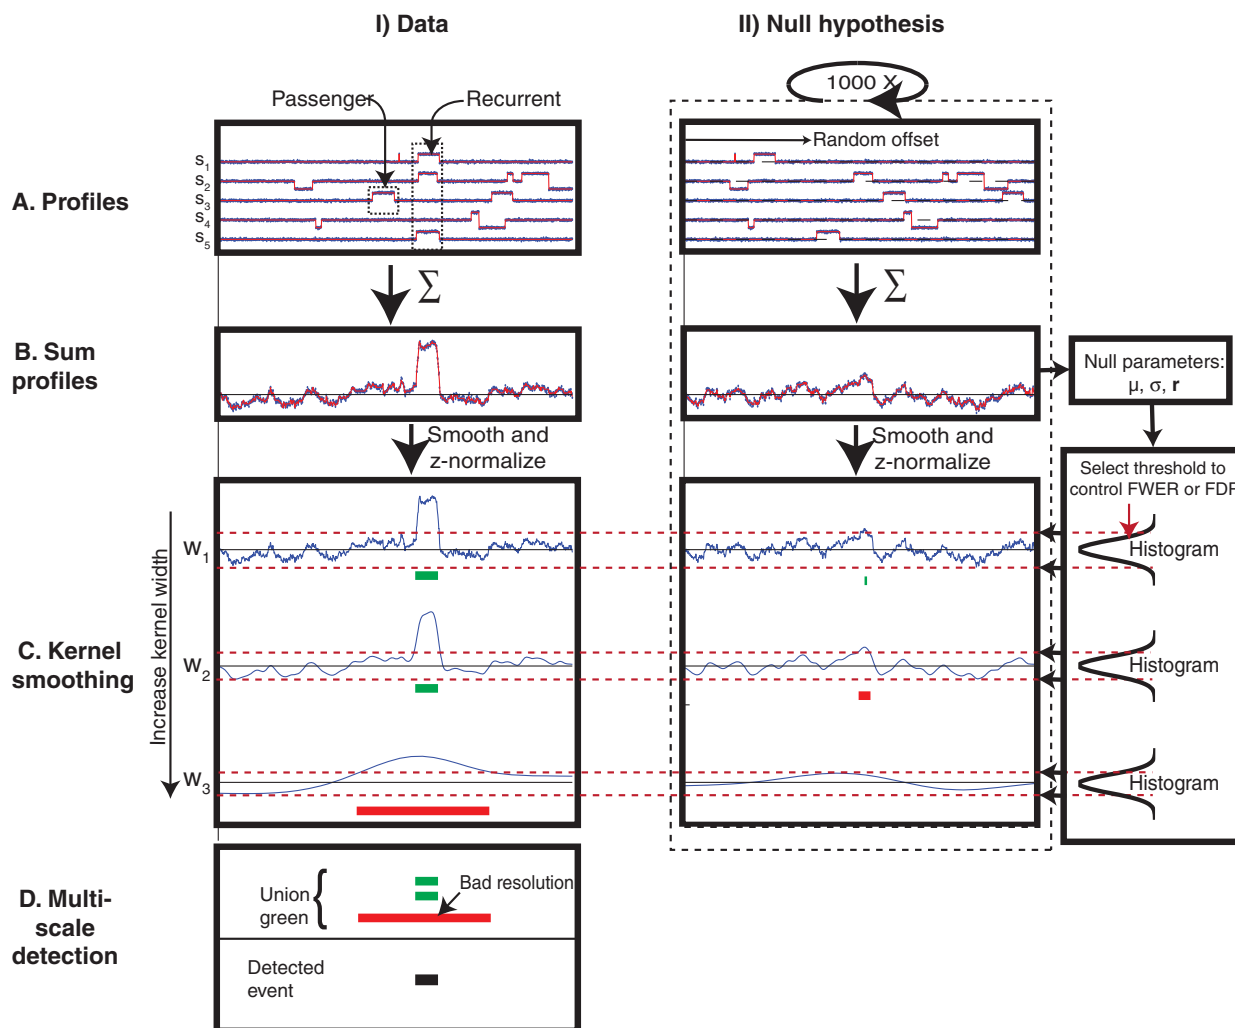 I) Data
II) Null hypothesis
1000 X
Passenger
Recurrent
Random offset
A. Profiles
s1
s2
s3
s4
s5
Σ
Σ
B. Sum
profiles
Null parameters:
μ, σ, r
Smooth and
z-normalize
Smooth and
z-normalize
Select threshold to
control FWER or FDR
Increase kernel width
C. Kernel
smoothing
w1
w2
w3
Histogram
Histogram
Histogram
D. Multi-
scale
detection
Union
green
{
Bad resolution
Detected
event